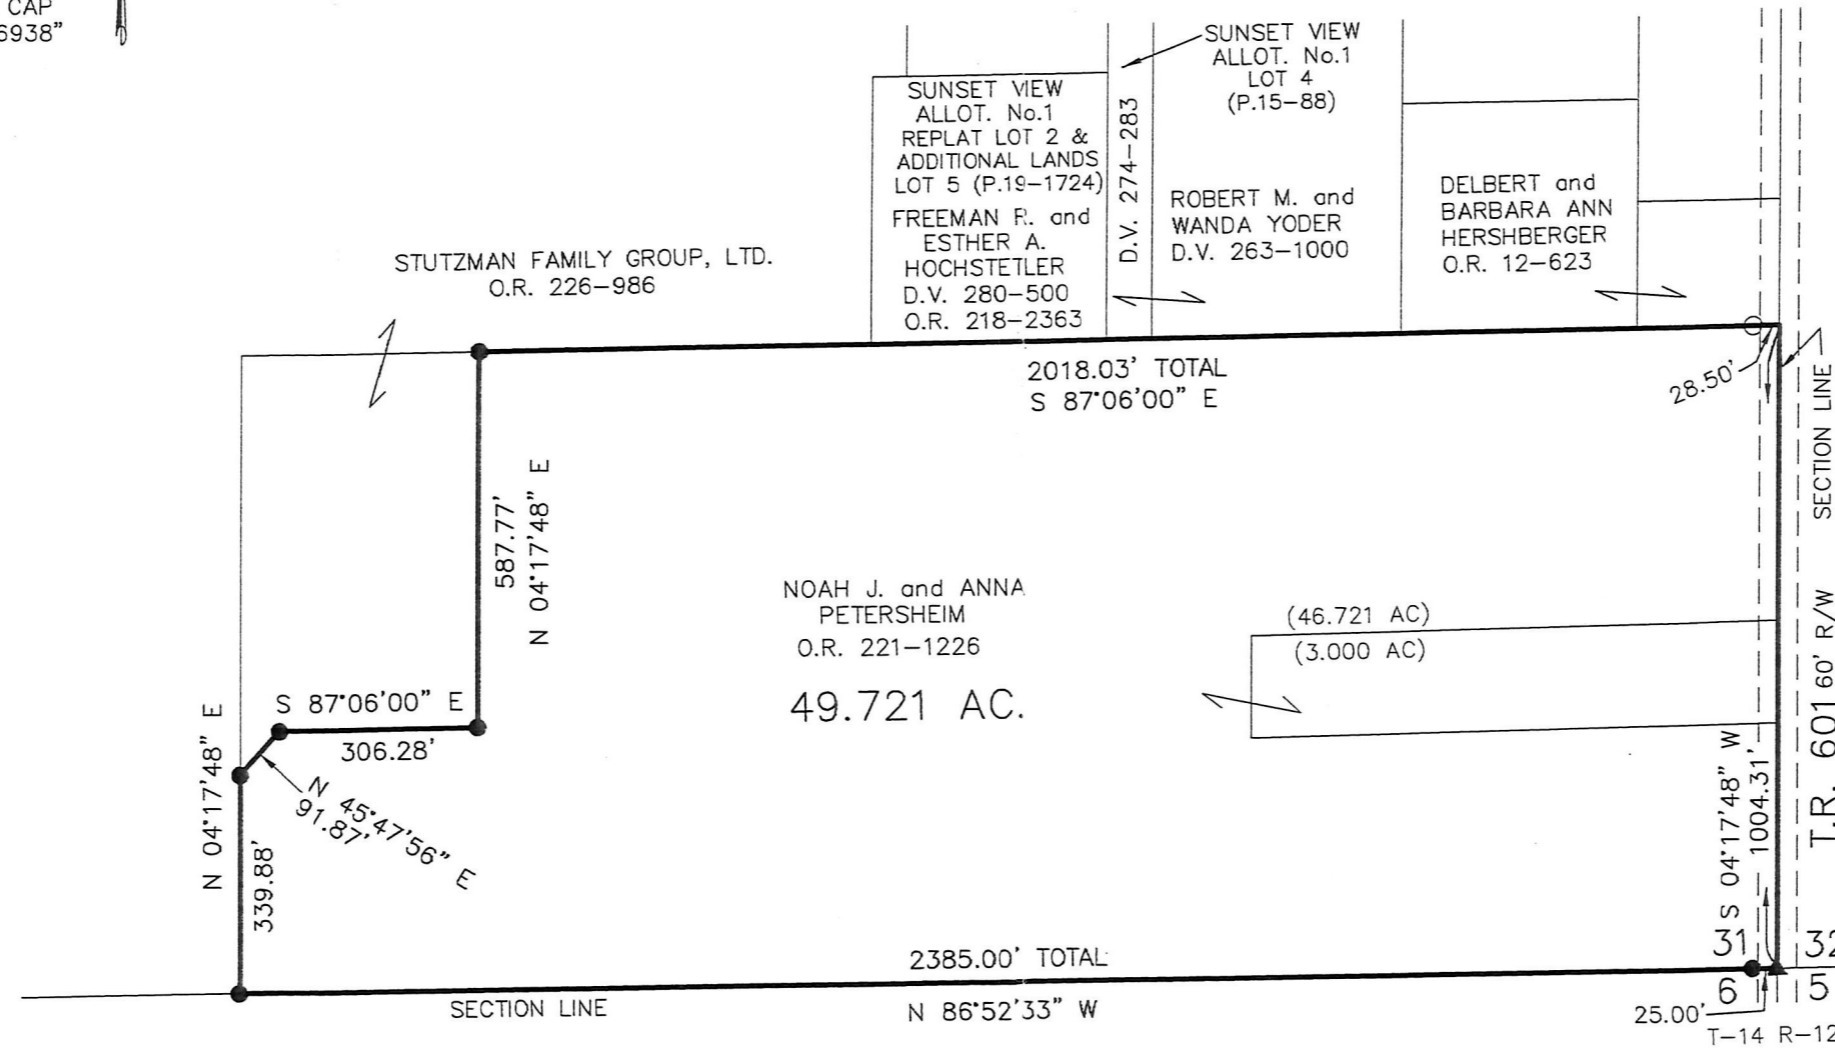 CAP
6938"
SUNSET VIEW
ALLOT. No.1
LOT 4
(P.15-88)
SUNSET VIEW
ALLOT. No.1
REPLAT LOT 2 &
ADDITIONAL LANDS
LOT 5 (P.19-1724)
FREEMAN R. and
ESTHER A.
HOCHSTETLER
D.V. 280-500
O.R. 218-2363
D.V. 274-283
ROBERT M. and
WANDA YODER
D.V. 263-1000
DELBERT and
BARBARA ANN
HERSHBERGER
O.R. 12-623
STUTZMAN FAMILY GROUP, LTD.
O.R. 226-986
2018.03' TOTAL
S 87°06'00" E
28.50'
SECTION LINE
587.77'
N 04°17'48" E
NOAH J. and ANNA
PETERSHEIM
O.R. 221-1226
49.721 AC.
(46.721 AC)
(3.000 AC)
S 87°06'00" E
306.28'
N 45°47'56" E
91.87'
N 04°17'48" E
339.88'
S 04°17'48" W
1004.31'
T.R. 601 60' R/W
2385.00' TOTAL
N 86°52'33" W
SECTION LINE
31
32
6
5
25.00'
T-14 R-12